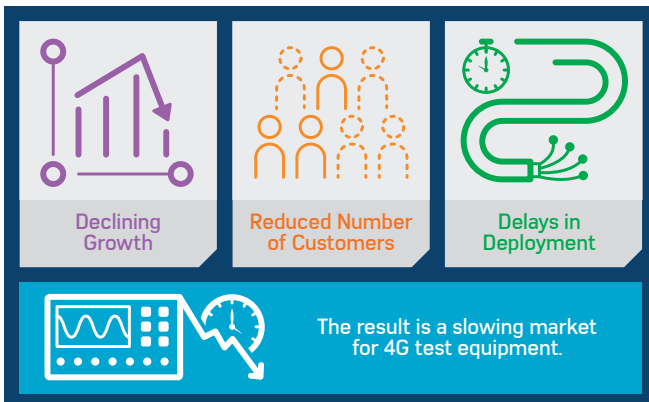 Declining
Growth
Reduced Number
of Customers
Delays in
Deployment
The result is a slowing market
for 4G test equipment.